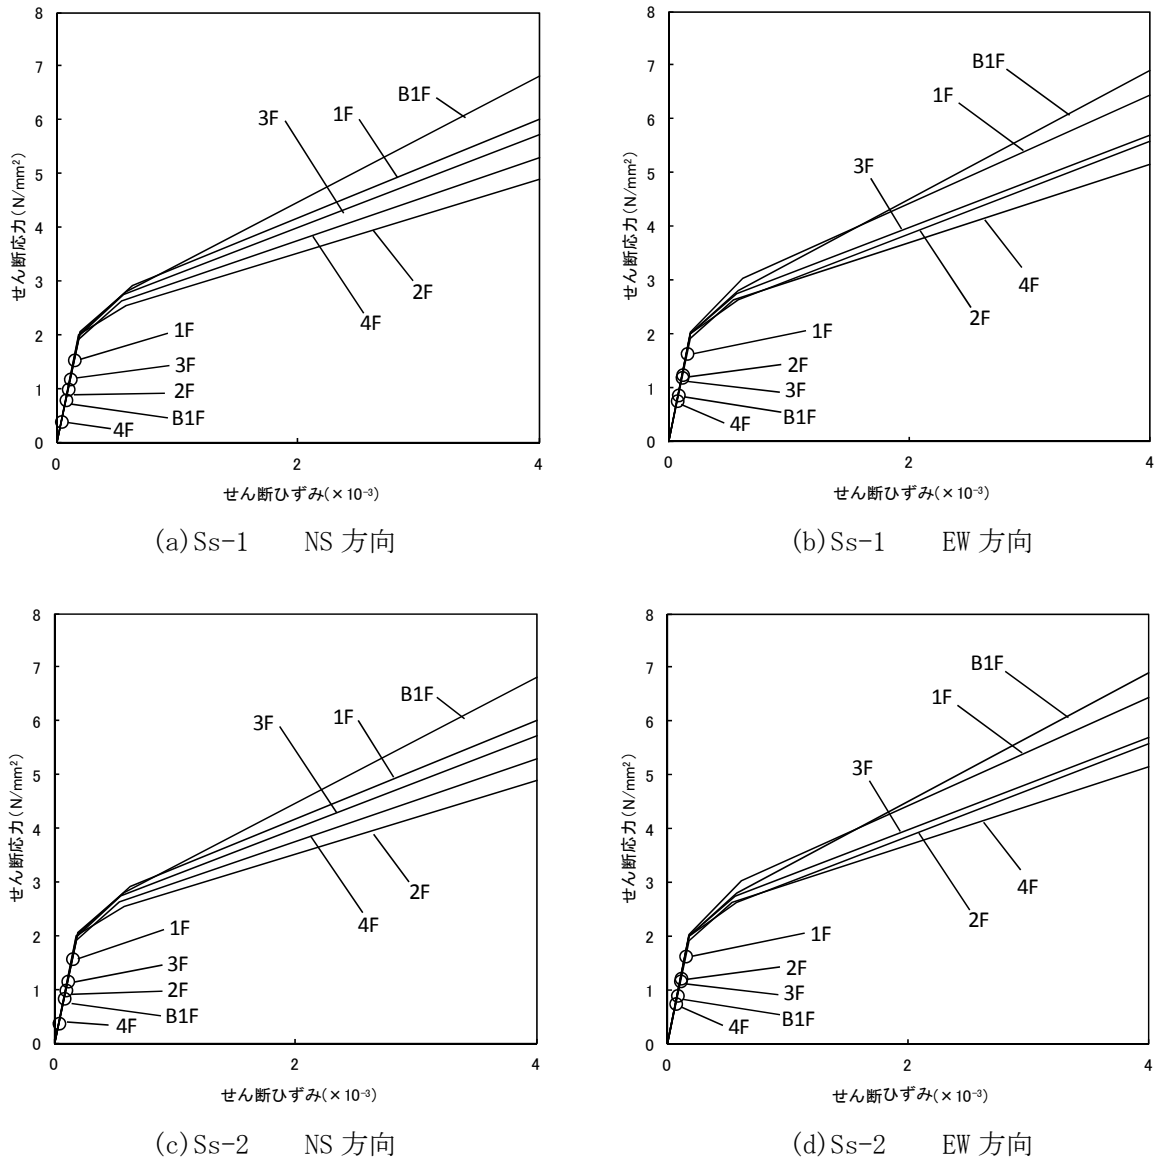 8
7
6
5
4
3
2
1
0
せん断応力(N/mm²)
B1F
1F
3F
2F
4F
1F
3F
2F
B1F
4F
0
2
4
せん断ひずみ(×10⁻³)
(a)Ss-1 NS 方向
8
7
6
5
4
3
2
1
0
せん断応力(N/mm²)
B1F
1F
3F
4F
2F
1F
2F
3F
B1F
4F
0
2
4
せん断ひずみ(×10⁻³)
(b)Ss-1 EW 方向
8
7
6
5
4
3
2
1
0
せん断応力(N/mm²)
B1F
1F
3F
2F
4F
1F
3F
2F
B1F
4F
0
2
4
せん断ひずみ(×10⁻³)
(c)Ss-2 NS 方向
8
7
6
5
4
3
2
1
0
せん断応力(N/mm²)
B1F
1F
3F
4F
2F
1F
2F
3F
B1F
4F
0
2
4
せん断ひずみ(×10⁻³)
(d)Ss-2 EW 方向